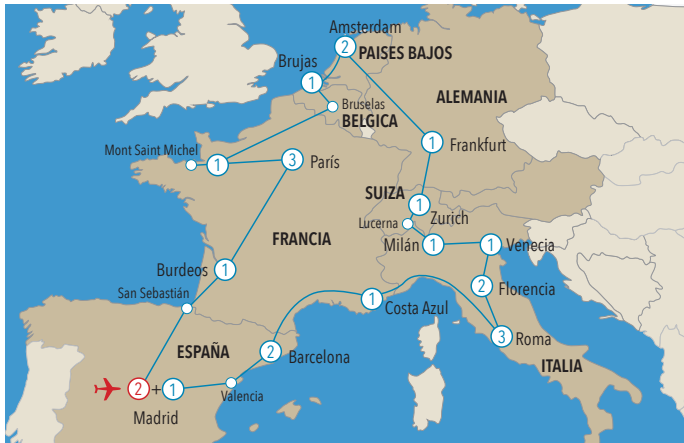 Amsterdam
2
PAISES BAJOS
Brujas
1
Bruselas
BELGICA
ALEMANIA
1
Frankfurt
Mont Saint Michel
1
3
París
SUIZA
1
Zurich
Lucerna
Milán
1
1
Venecia
FRANCIA
Burdeos
1
2
Florencia
San Sebastián
1
Costa Azul
3
Roma
ITALIA
ESPAÑA
2
Barcelona
2
+
1
Madrid
Valencia